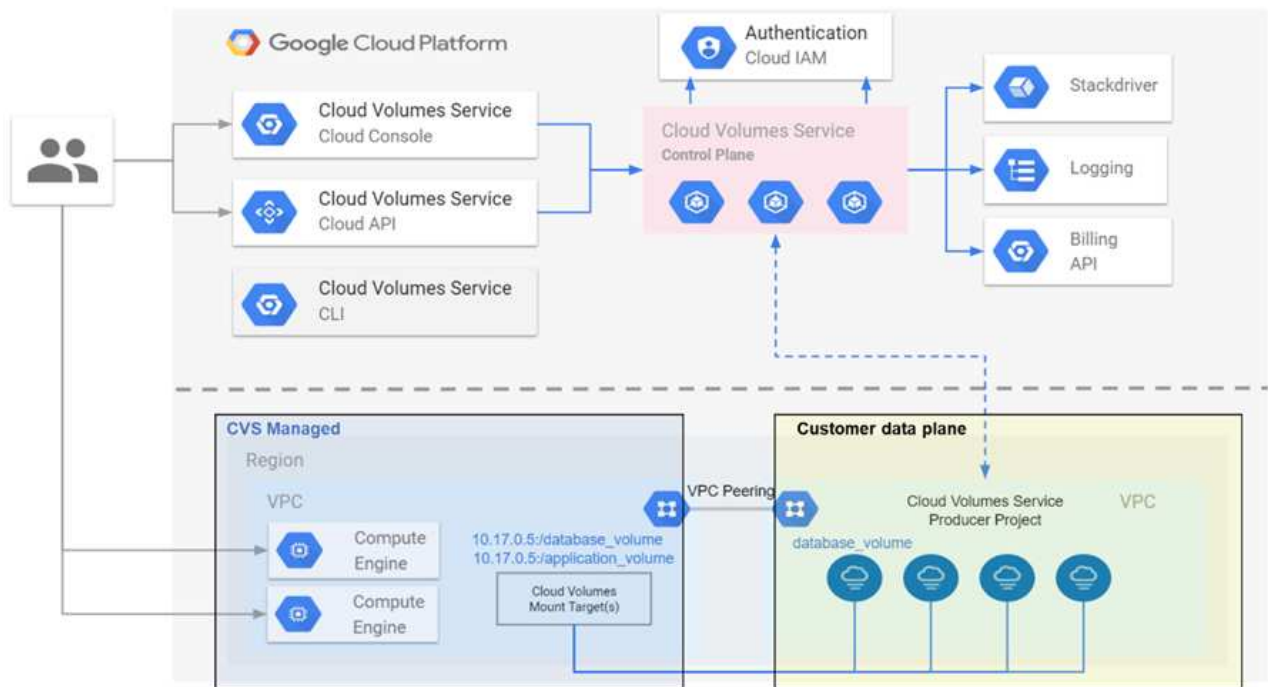 Google Cloud Platform
Authentication
Cloud IAM
Cloud Volumes Service
Cloud Console
Cloud Volumes Service
Control Plane
Stackdriver
Logging
Cloud Volumes Service
Cloud API
Billing
API
Cloud Volumes Service
CLI
CVS Managed
Customer data plane
Region
VPC
VPC Peering
Cloud Volumes Service
Producer Project
VPC
Compute
Engine
10.17.0.5:/database_volume
10.17.0.5:/application_volume
database_volume
Cloud Volumes
Mount Target(s)
Compute
Engine